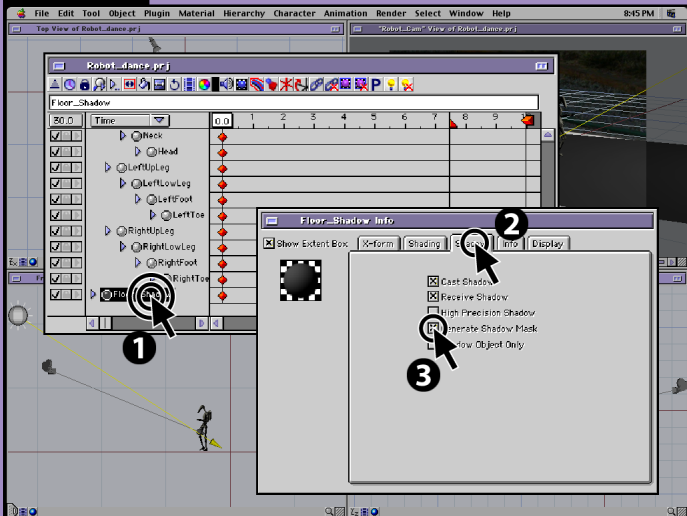 File Edit Tool Object Plugin Material Hierarchy Character Animation Render Select Window Help 8:45 PM
Top View of Robot_dance.prj
"Robot_Cam" View of Robot_dance.prj
Robot_dance.prj
P
Floor_Shadow
30.0 Time 0.0 1 2 3 4 5 6 7 8 9
Neck
Head
LeftUpLeg
LeftLowLeg
LeftFoot
LeftToe
RightUpLeg
RightLowLeg
RightFoot
RightToe
1
Floor_Shadow Info
2
Show Extent Box X-form Shading Info Display
Cast Shadow
Receive Shadow
High Precision Shadow
Generate Shadow Mask
Object Only
3